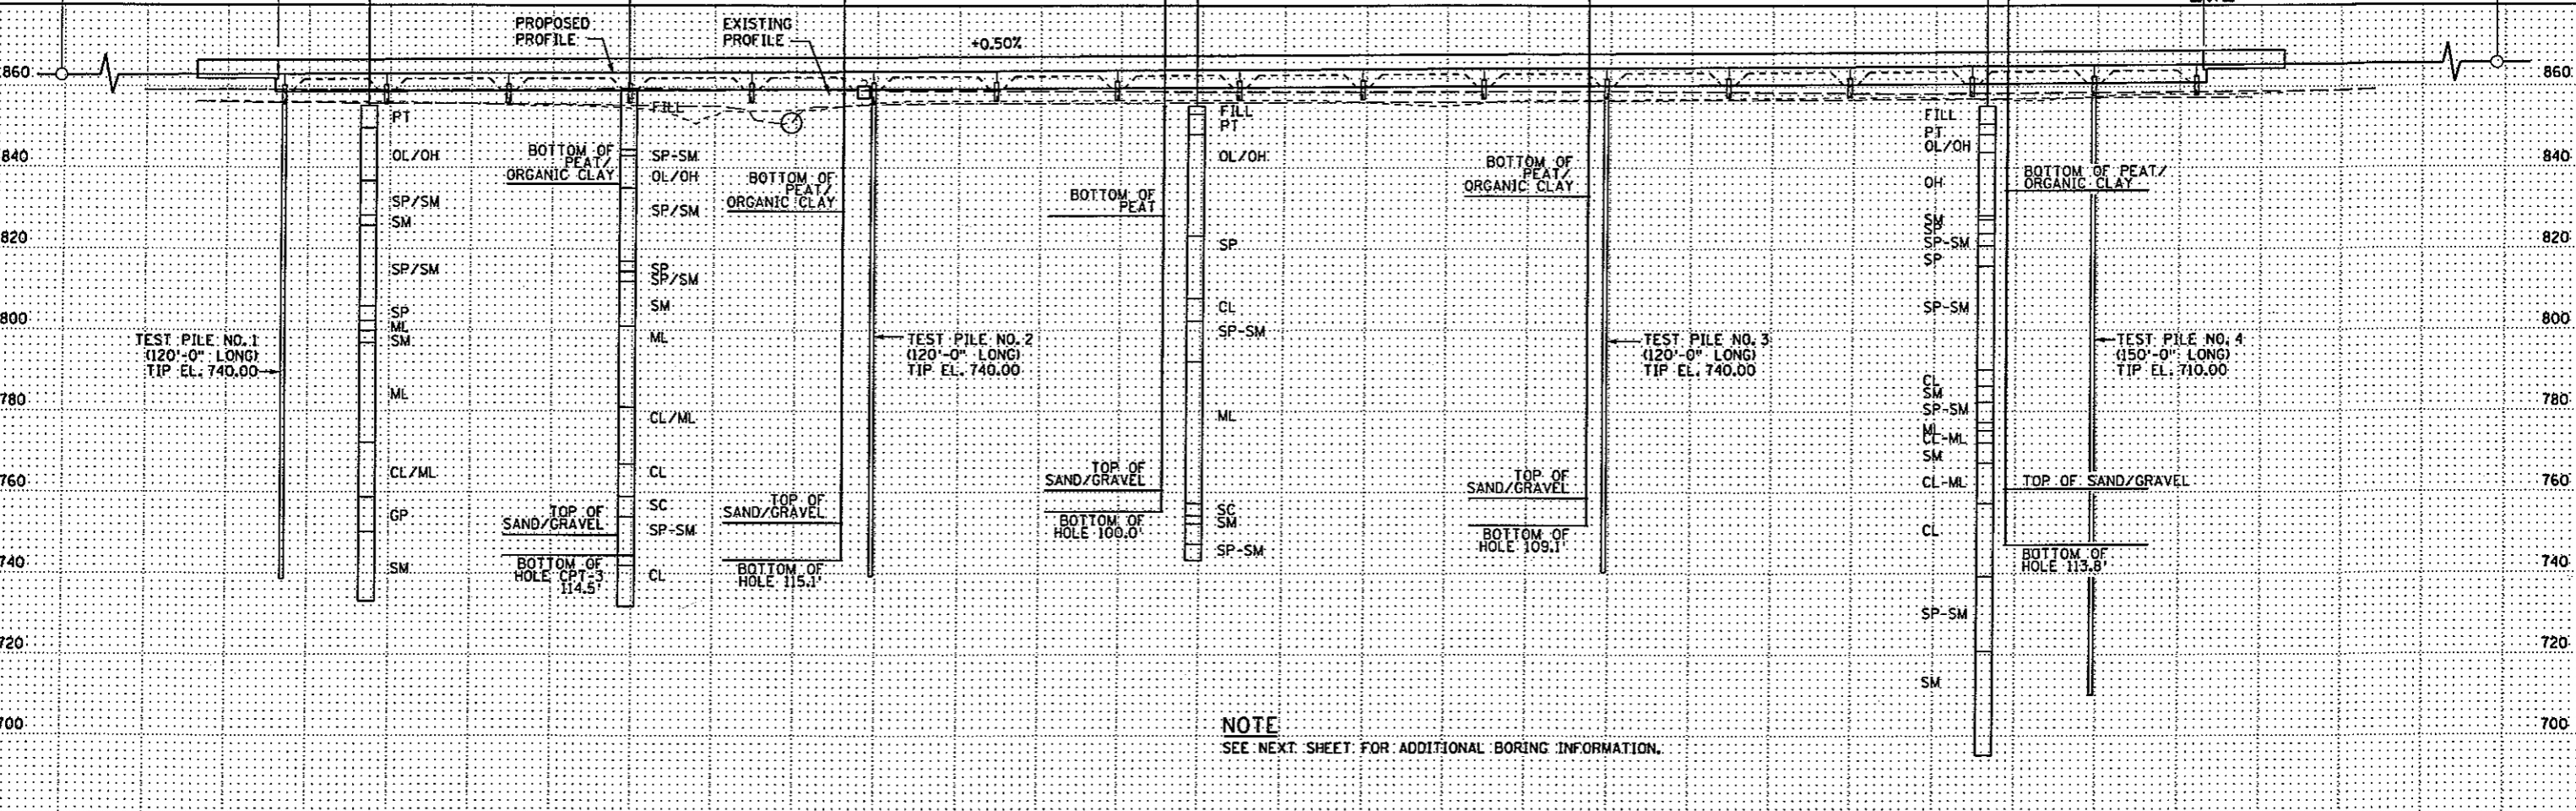 PROPOSED
PROFILE
EXISTING
PROFILE
+0.50%
860
860
840
840
820
820
800
800
780
780
760
760
740
740
720
720
700
700
TEST PILE NO. 1
(120'-0" LONG)
TIP EL. 740.00
PT
OL/OH
SP/SM
SM
SP/SM
SP
ML
SM
ML
CL/ML
GP
SM
BOTTOM OF
PEAT/
ORGANIC CLAY
TOP OF
SAND/GRAVEL
BOTTOM OF
HOLE CPT-3
114.5'
FILL
SP-SM
OL/OH
SP/SM
SP
SP/SM
SM
ML
CL/ML
CL
SC
SP-SM
CL
BOTTOM OF
PEAT/
ORGANIC CLAY
TOP OF
SAND/GRAVEL
BOTTOM OF
HOLE 115.1'
TEST PILE NO. 2
(120'-0" LONG)
TIP EL. 740.00
BOTTOM OF
PEAT
TOP OF
SAND/GRAVEL
BOTTOM OF
HOLE 100.0'
FILL
PT
OL/OH
SP
CL
SP-SM
ML
SC
SM
SP-SM
BOTTOM OF
PEAT/
ORGANIC CLAY
TOP OF
SAND/GRAVEL
BOTTOM OF
HOLE 109.1'
TEST PILE NO. 3
(120'-0" LONG)
TIP EL. 740.00
FILL
PT
OL/OH
OH
SM
SP
SP-SM
SP
SP-SM
CL
SM
SP-SM
ML
CL-ML
SM
CL-ML
CL
SP-SM
SM
BOTTOM OF PEAT/
ORGANIC CLAY
TOP OF SAND/GRAVEL
BOTTOM OF
HOLE 113.8'
TEST PILE NO. 4
(150'-0" LONG)
TIP EL. 710.00
NOTE
SEE NEXT SHEET FOR ADDITIONAL BORING INFORMATION.